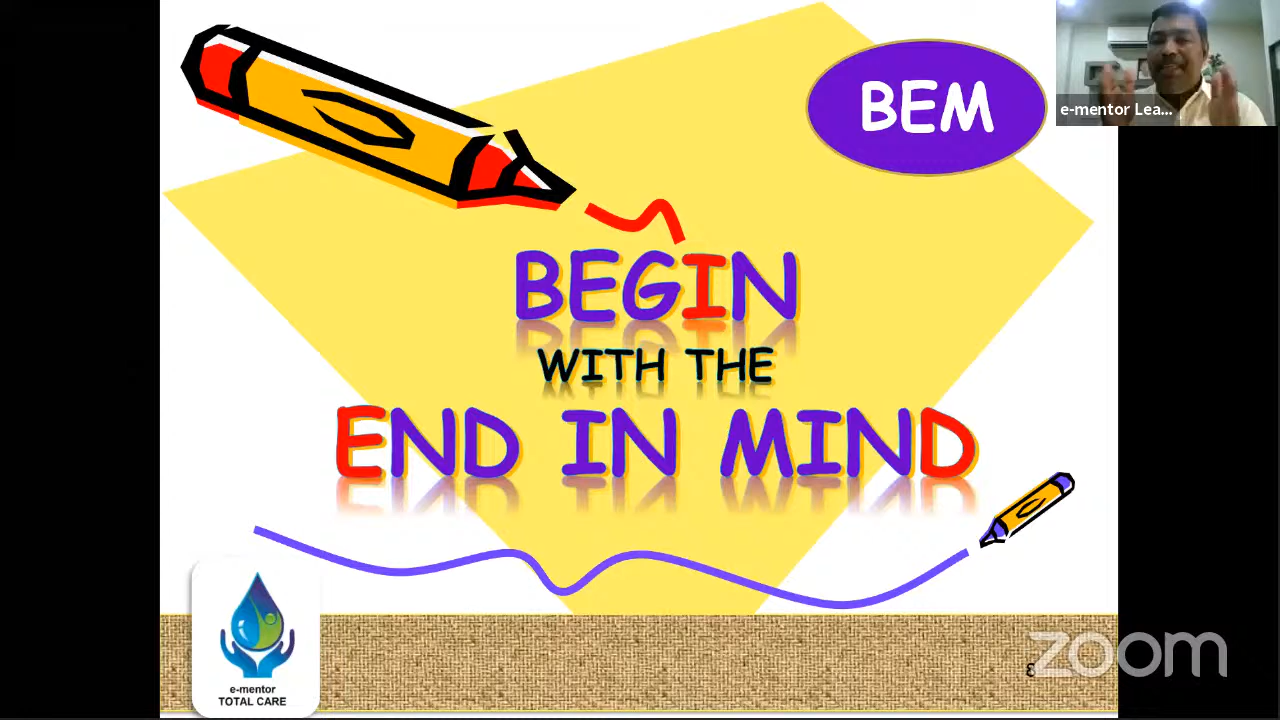 BEM
e-mentor Lea...
BEGIN
WITH THE
END IN MIND
e-mentor
TOTAL CARE
zoom